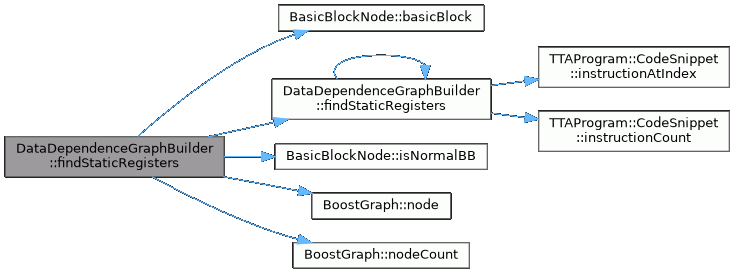 BasicBlockNode::basicBlock
DataDependenceGraphBuilder
::findStaticRegisters
TTAProgram::CodeSnippet
::instructionAtIndex
TTAProgram::CodeSnippet
::instructionCount
DataDependenceGraphBuilder
::findStaticRegisters
BasicBlockNode::isNormalBB
BoostGraph::node
BoostGraph::nodeCount